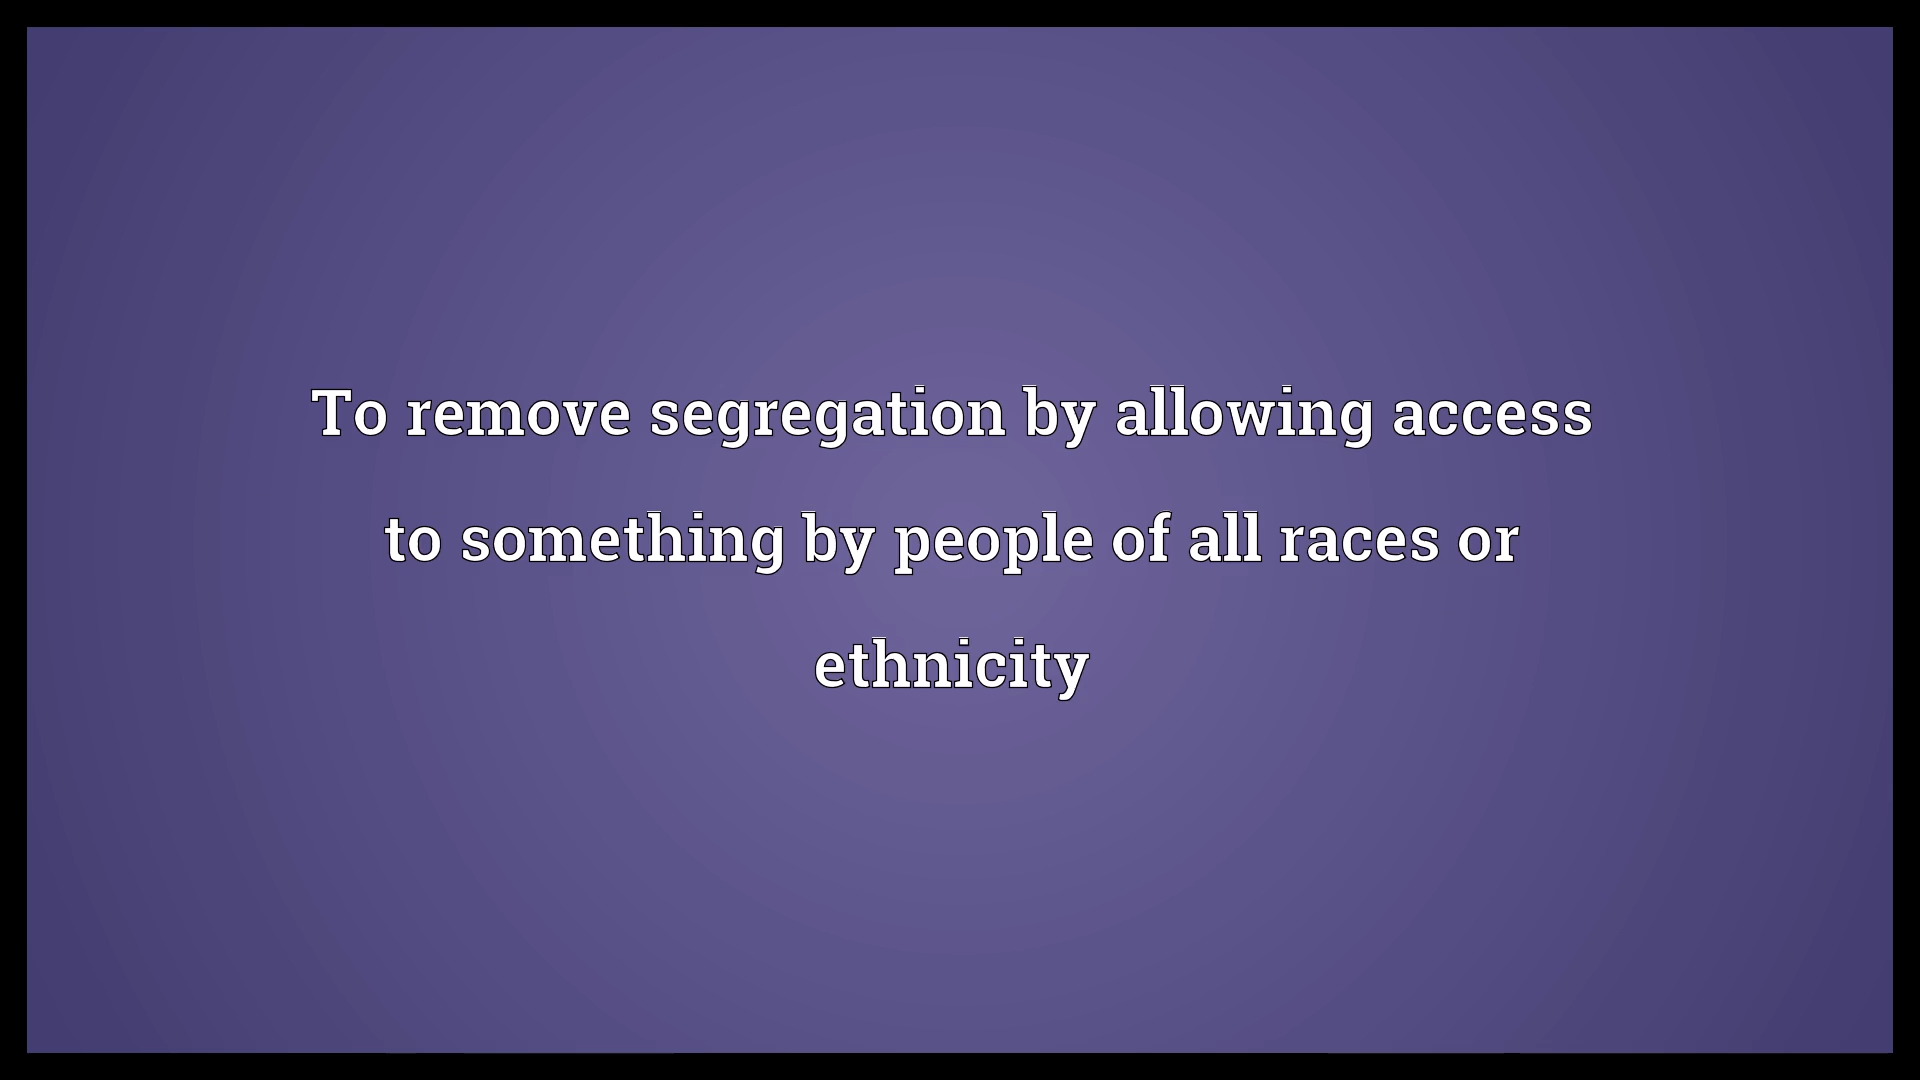 To remove segregation by allowing access
to something by people of all races or
ethnicity